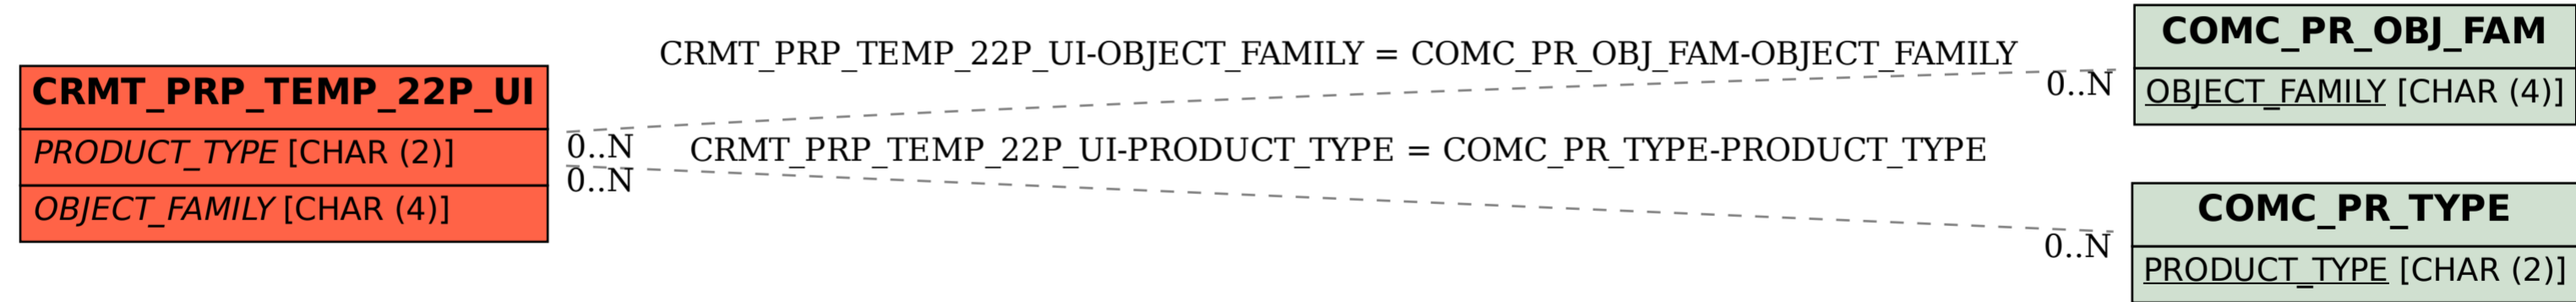 CRMT_PRP_TEMP_22P_UI
PRODUCT_TYPE [CHAR (2)]
OBJECT_FAMILY [CHAR (4)]
CRMT_PRP_TEMP_22P_UI-OBJECT_FAMILY = COMC_PR_OBJ_FAM-OBJECT_FAMILY
0..N
0..N
CRMT_PRP_TEMP_22P_UI-PRODUCT_TYPE = COMC_PR_TYPE-PRODUCT_TYPE
0..N
0..N
COMC_PR_OBJ_FAM
OBJECT_FAMILY [CHAR (4)]
COMC_PR_TYPE
PRODUCT_TYPE [CHAR (2)]